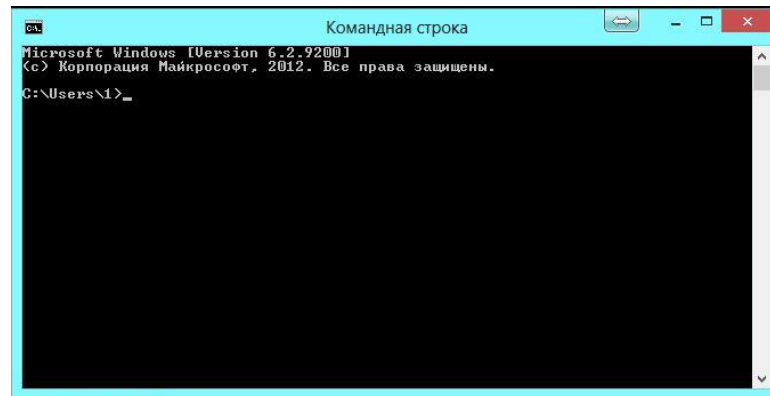 Командная строка
Microsoft Windows [Version 6.2.9200]
(c) Корпорация Майкрософт, 2012. Все права защищены.
C:\Users\1>_